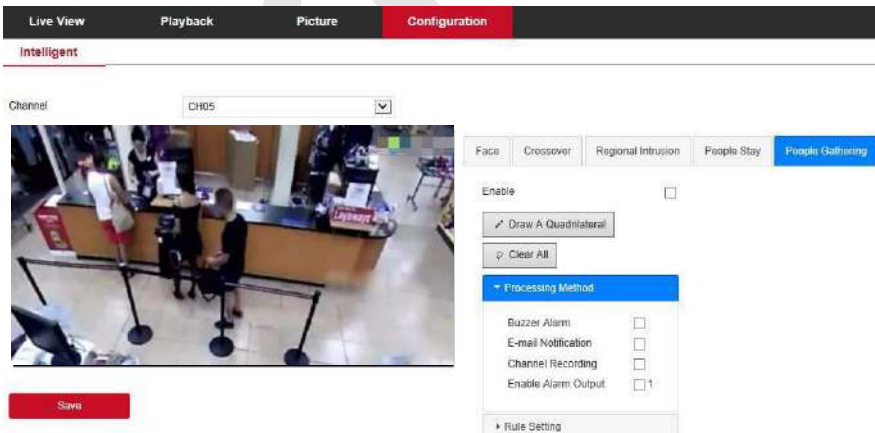 Live View Playback Picture Configuration
Intelligent
Channel CH05
Layaways
Face Crossover Regional Intrusion People Stay People Gathering
Enable
Draw A Quadrilateral
Clear All
Processing Method
Buzzer Alarm
E-mail Notification
Channel Recording
Enable Alarm Output 1
Save
Rule Setting